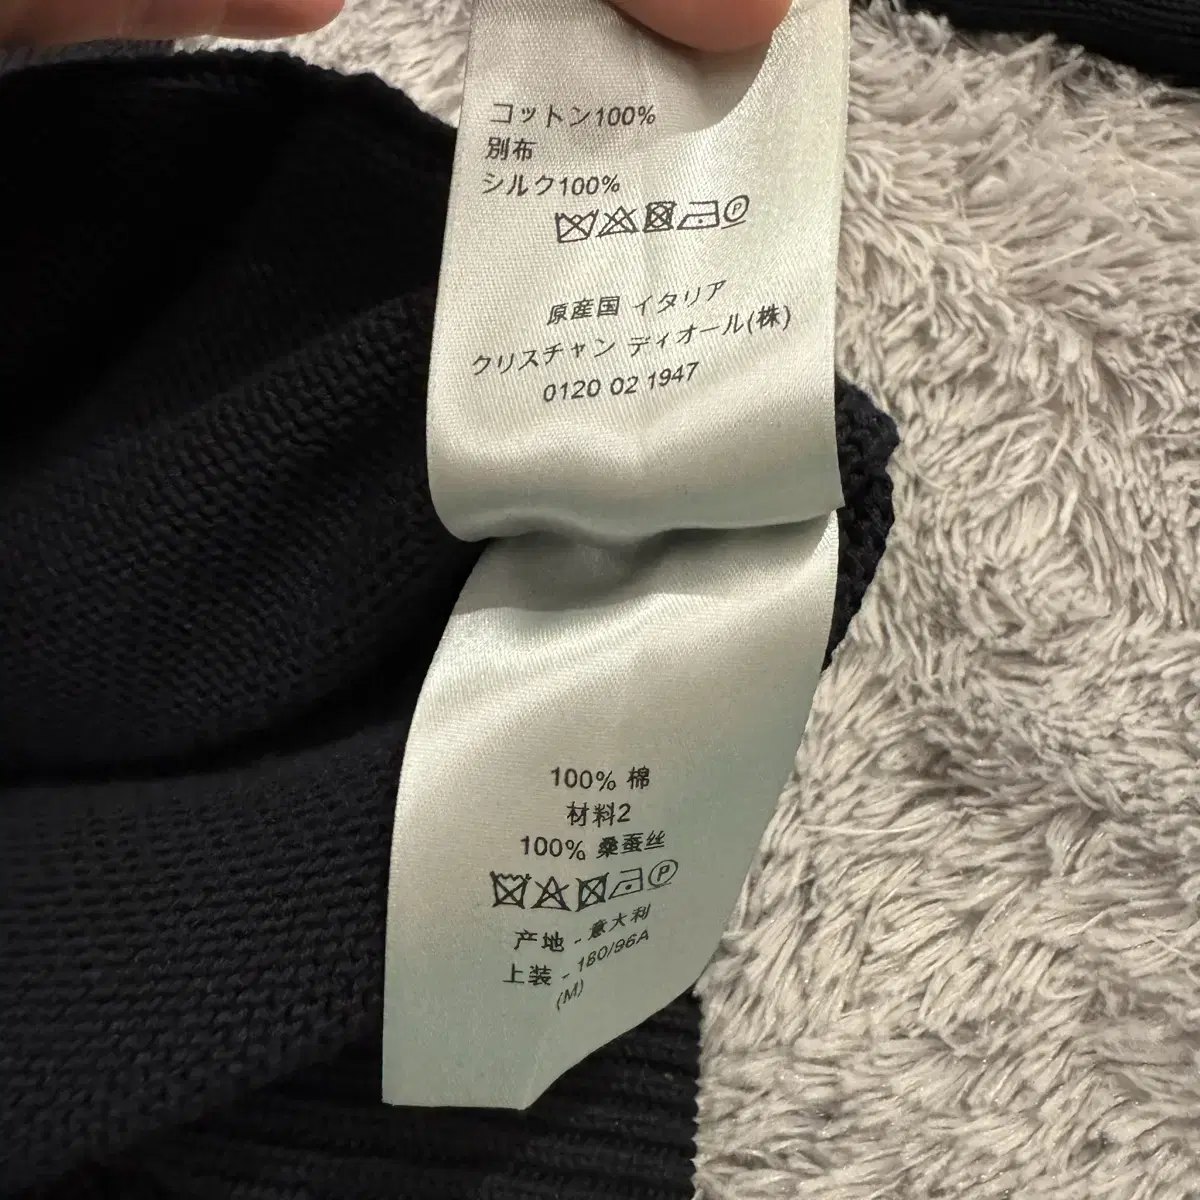 コットン100%
別布
シルク100%
P
原産国 イタリア
クリスチャン ディオール(株)
0120 02 1947
100% 棉
材料2
100% 桑蚕丝
P
产地 - 意大利
上装 - 180/96A
(M)